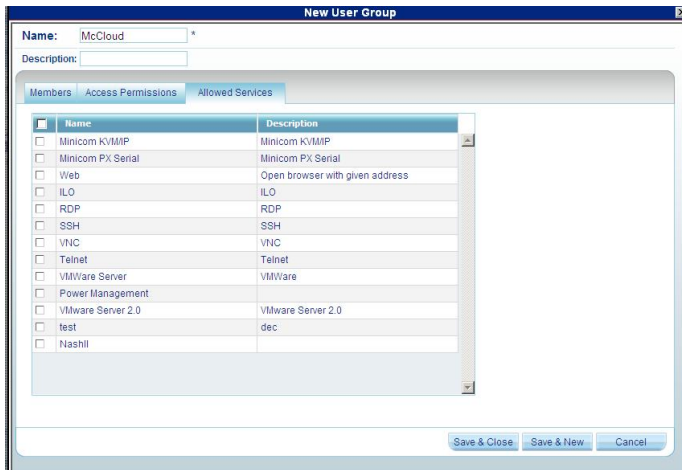 New User Group
Name: McCloud *
Description:
Members Access Permissions Allowed Services
Name Description
Minicom KVM/IP Minicom KVM/IP
Minicom PX Serial Minicom PX Serial
Web Open browser with given address
ILO ILO
RDP RDP
SSH SSH
VNC VNC
Telnet Telnet
VMWare Server VMWare
Power Management
VMware Server 2.0 VMware Server 2.0
test dec
NashII
Save & Close Save & New Cancel